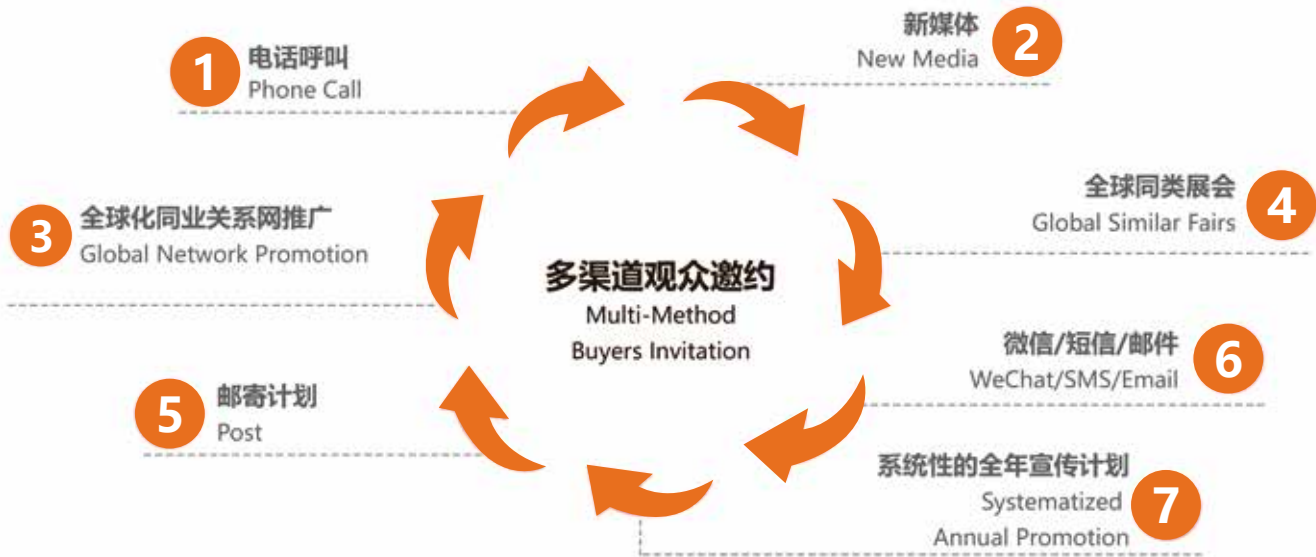 1
电话呼叫
Phone Call
新媒体
New Media
2
3
全球化同业关系网推广
Global Network Promotion
全球同类展会
Global Similar Fairs
4
多渠道观众邀约
Multi-Method
Buyers Invitation
5
邮寄计划
Post
微信/短信/邮件
WeChat/SMS/Email
6
系统性的全年宣传计划
Systematized
Annual Promotion
7